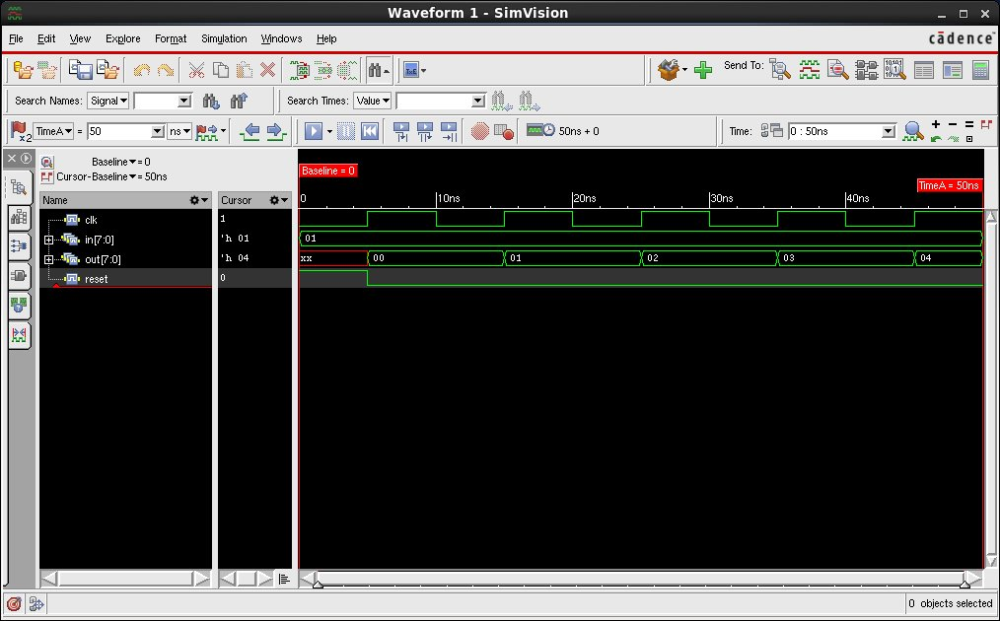 Waveform 1 - SimVision
File Edit View Explore Format Simulation Windows Help
cādence
Send To:
Search Names: Signal Search Times: Value
x2 TimeA = 50 ns 50ns + 0 Time: 0 : 50ns
Baseline = 0
Cursor-Baseline = 50ns
Baseline = 0
TimeA = 50ns
Name Cursor 0 10ns 20ns 30ns 40ns
clk 1
in[7:0] 'h 01 01
out[7:0] 'h 04 xx 00 01 02 03 04
reset 0
0 objects selected